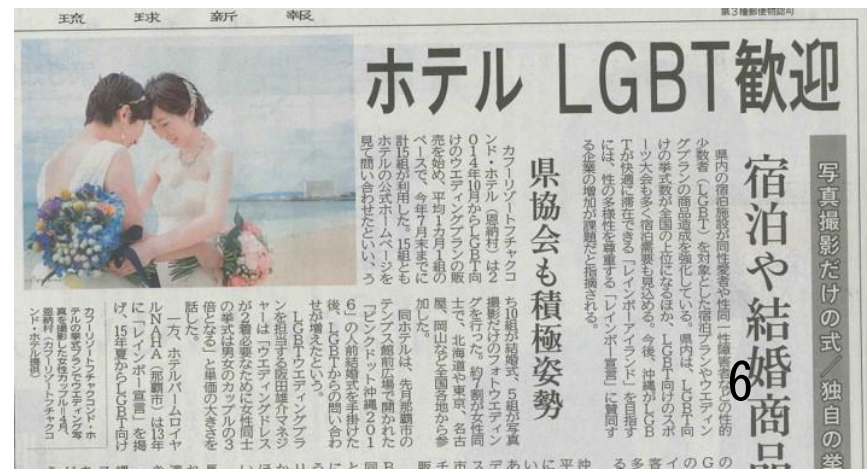 琉球新報
第3種郵便物認可
ホテル LGBT歓迎
写真撮影だけの式/独自の挙
宿泊や結婚商品
6
県協会も積極姿勢
県内の宿泊施設が同性愛者や性同一性障害者などの性的
少数者(LGBT)を対象とした宿泊プランやウエディン
グプランの商品造成を強化している。県内は、LGBT向
けの挙式数が全国の上位になるほか、LGBT向けのスポ
ーツ大会も多く宿泊需要も見込める。今後、沖縄がLGB
Tが快適に滞在できる「レインボーアイランド」を目指す
には、性の多様性を尊重する「レインボー宣言」に賛同す
る企業の増加が課題だと指摘される。
カフーリゾートフチャクコ
ンド・ホテル(恩納村)は2
014年10月からLGBT向
けのウエディングプランの販
売を始め、平均1カ月1組の
ペースで、今年7月末までに
計15組が利用した。15組とも
ホテルの公式ホームページを
見て問い合わせたといい、う
ち10組が結婚式、5組が写真
撮影だけのフォトウエディン
グを行った。約7割が女性同
士で、北海道や東京、名古
屋、岡山など全国各地から参
加した。
同ホテルは、先月那覇市の
テンブス館前広場で開かれた
「ピンクドット沖縄201
6」の人前結婚式を手掛けた
後、LGBTからの問い合わ
せが増えたという。
LGBTウエディングプラ
ンを担当する阪田雄介マネジ
ャーは「ウエディングドレス
が2着必要なために女性同士
の挙式は男女のカップルの3
倍となる」と単価の大きさを
話した。
一方、ホテルパームロイヤ
ルNAHA(那覇市)は13年
に「レインボー宣言」を掲
げ、15年夏からLGBT向け
カフーリゾートフチャクコンド・ホ
テルの挙式プランでウエディング写
真を撮影した女性カップル=4月、
恩納村(カフーリゾートフチャクコ
ンド・ホテル提供)